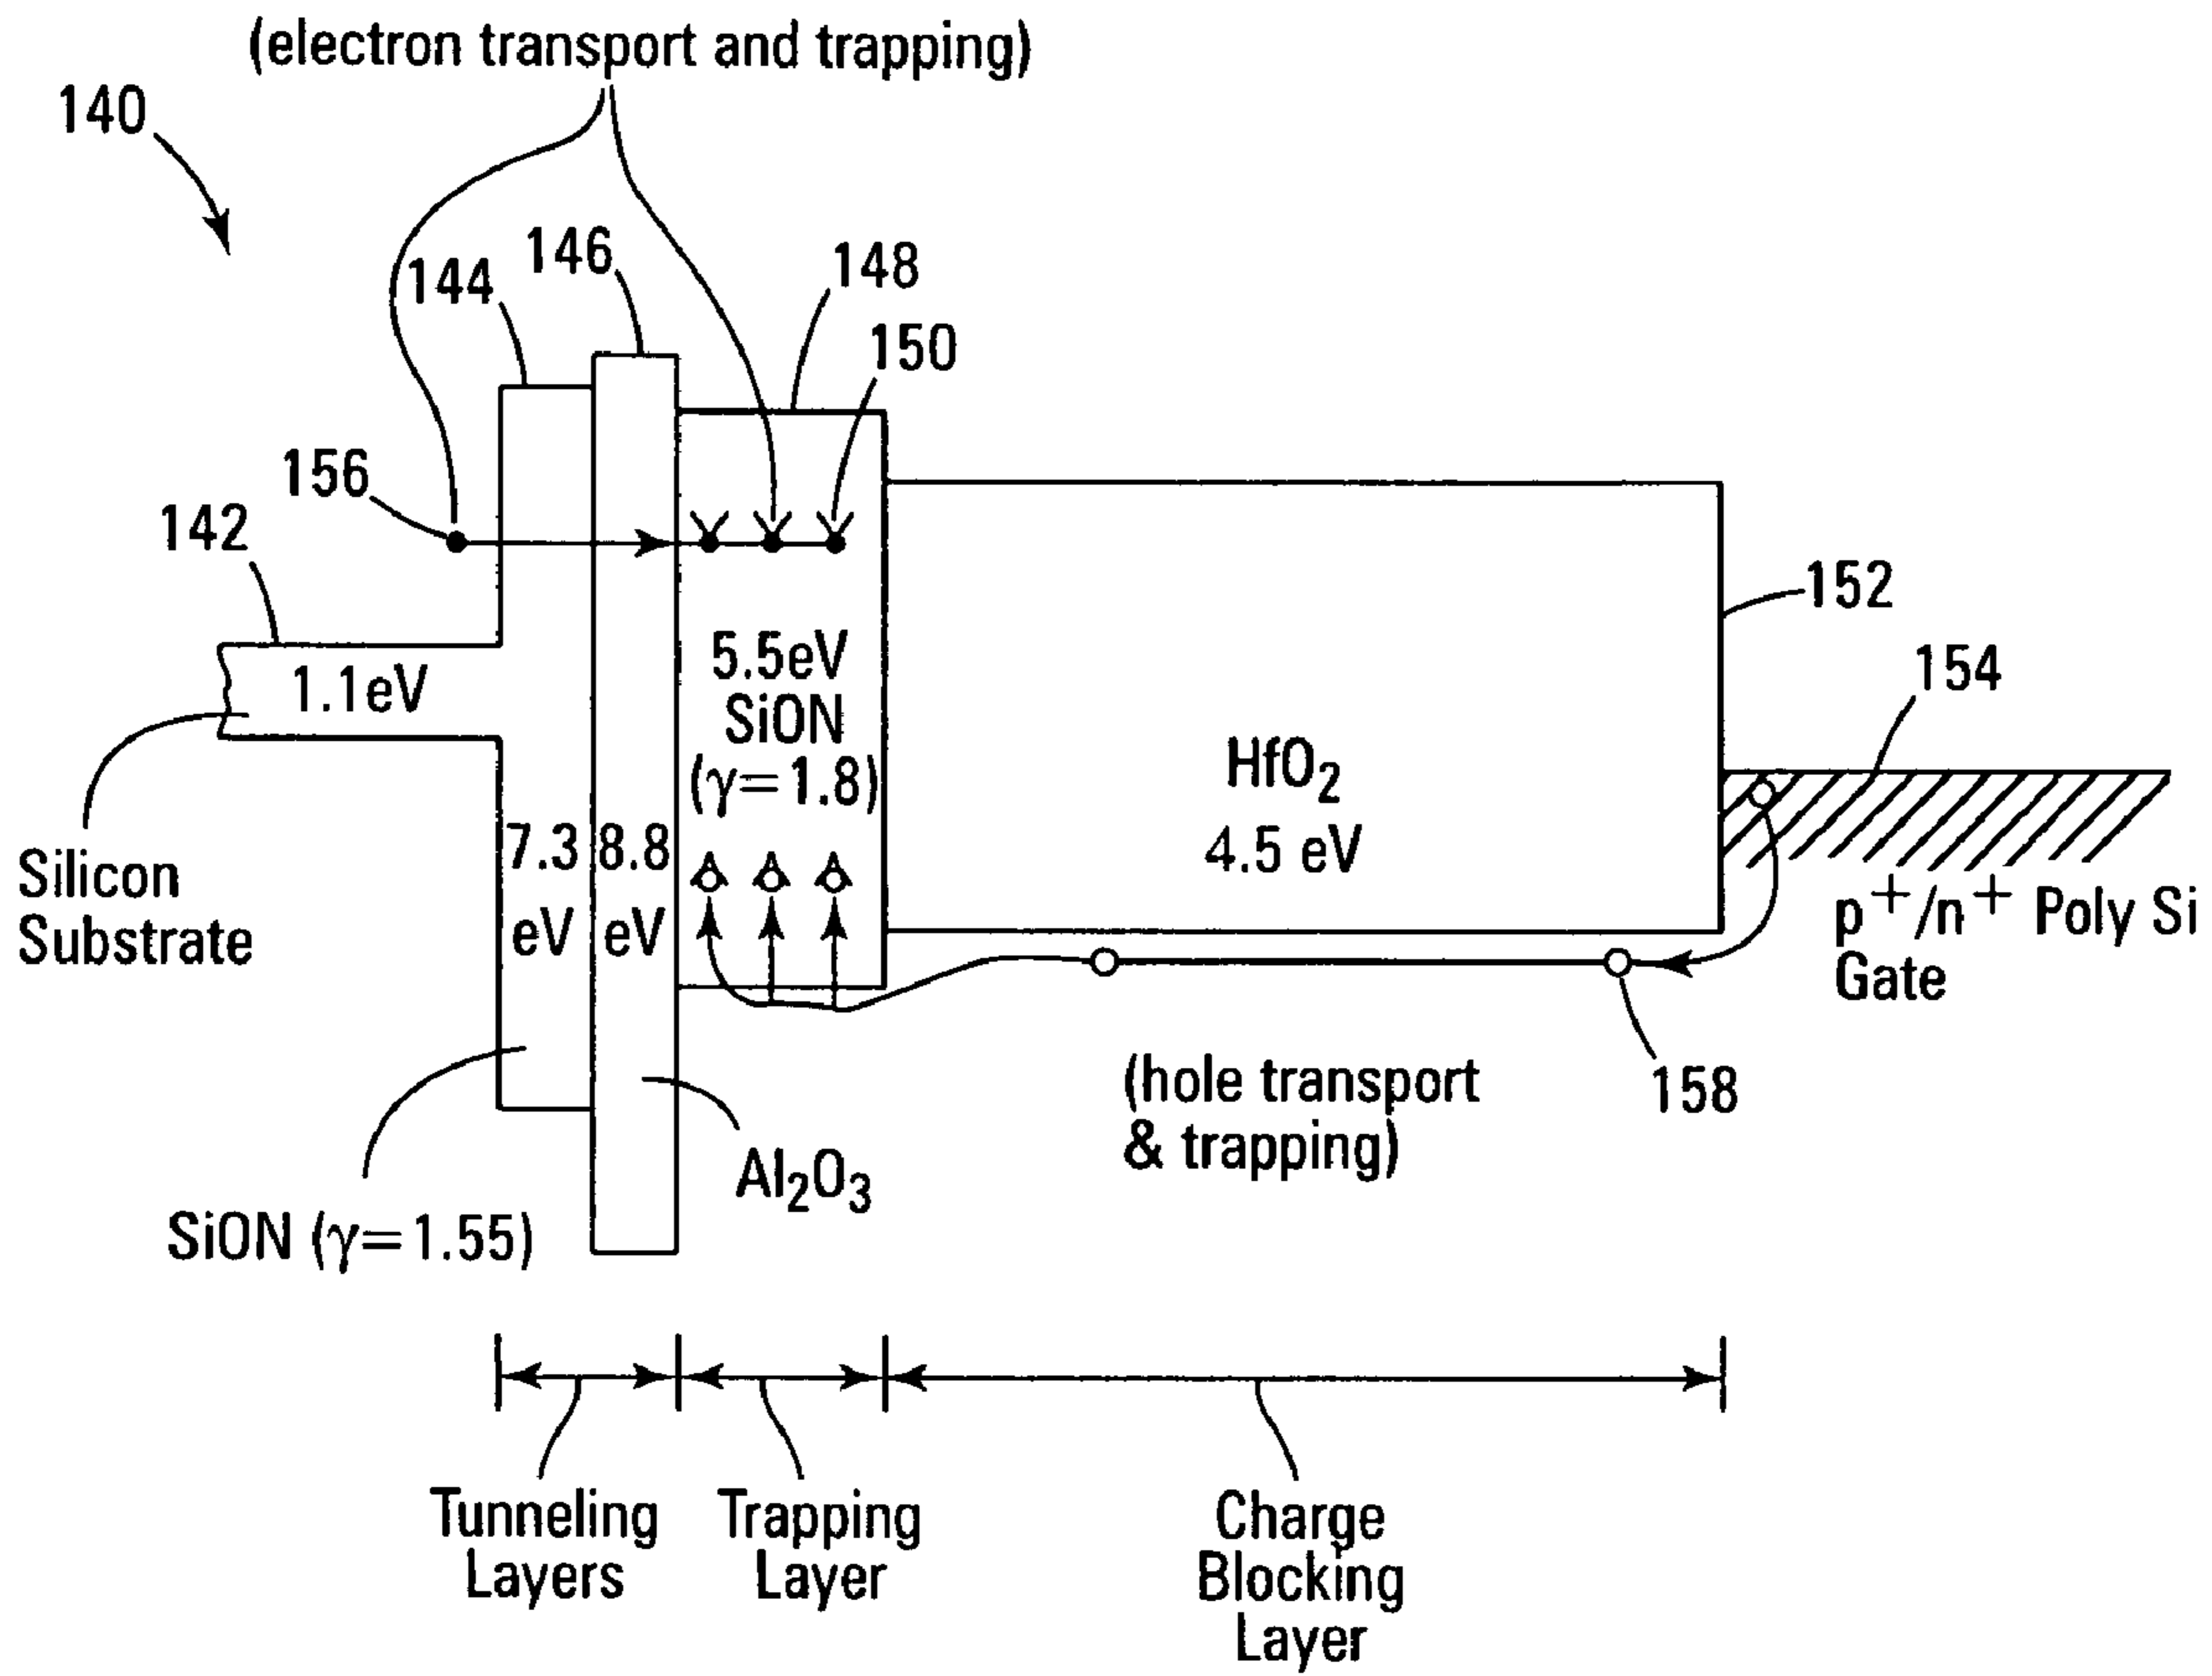 (electron transport and trapping)
140
146
148
144
150
156
142
152
5.5eV
SiON
(γ=1.8)
154
1.1eV
HfO2
4.5 eV
7.3
eV
8.8
eV
Silicon
Substrate
p+/n+ Poly Si
Gate
(hole transport
& trapping)
158
Al2O3
SiON (γ=1.55)
Tunneling
Layers
Trapping
Layer
Charge
Blocking
Layer